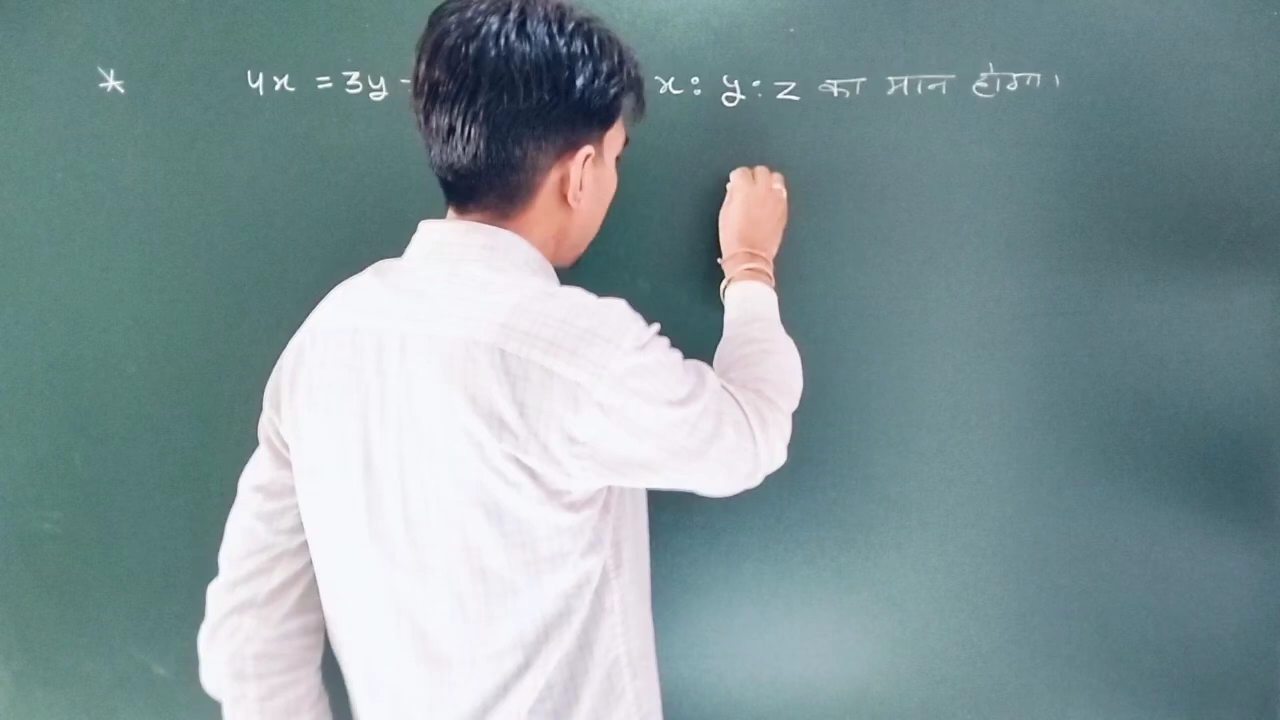 * 4x = 3y - x : y : z का मान होगा।